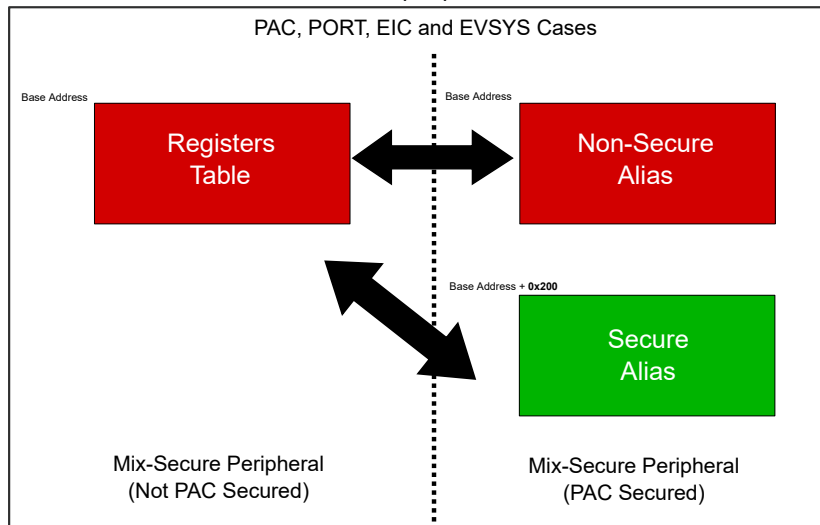 PAC, PORT, EIC and EVSYS Cases
Base Address
Registers
Table
Base Address
Non-Secure
Alias
Base Address + 0x200
Secure
Alias
Mix-Secure Peripheral
(Not PAC Secured)
Mix-Secure Peripheral
(PAC Secured)